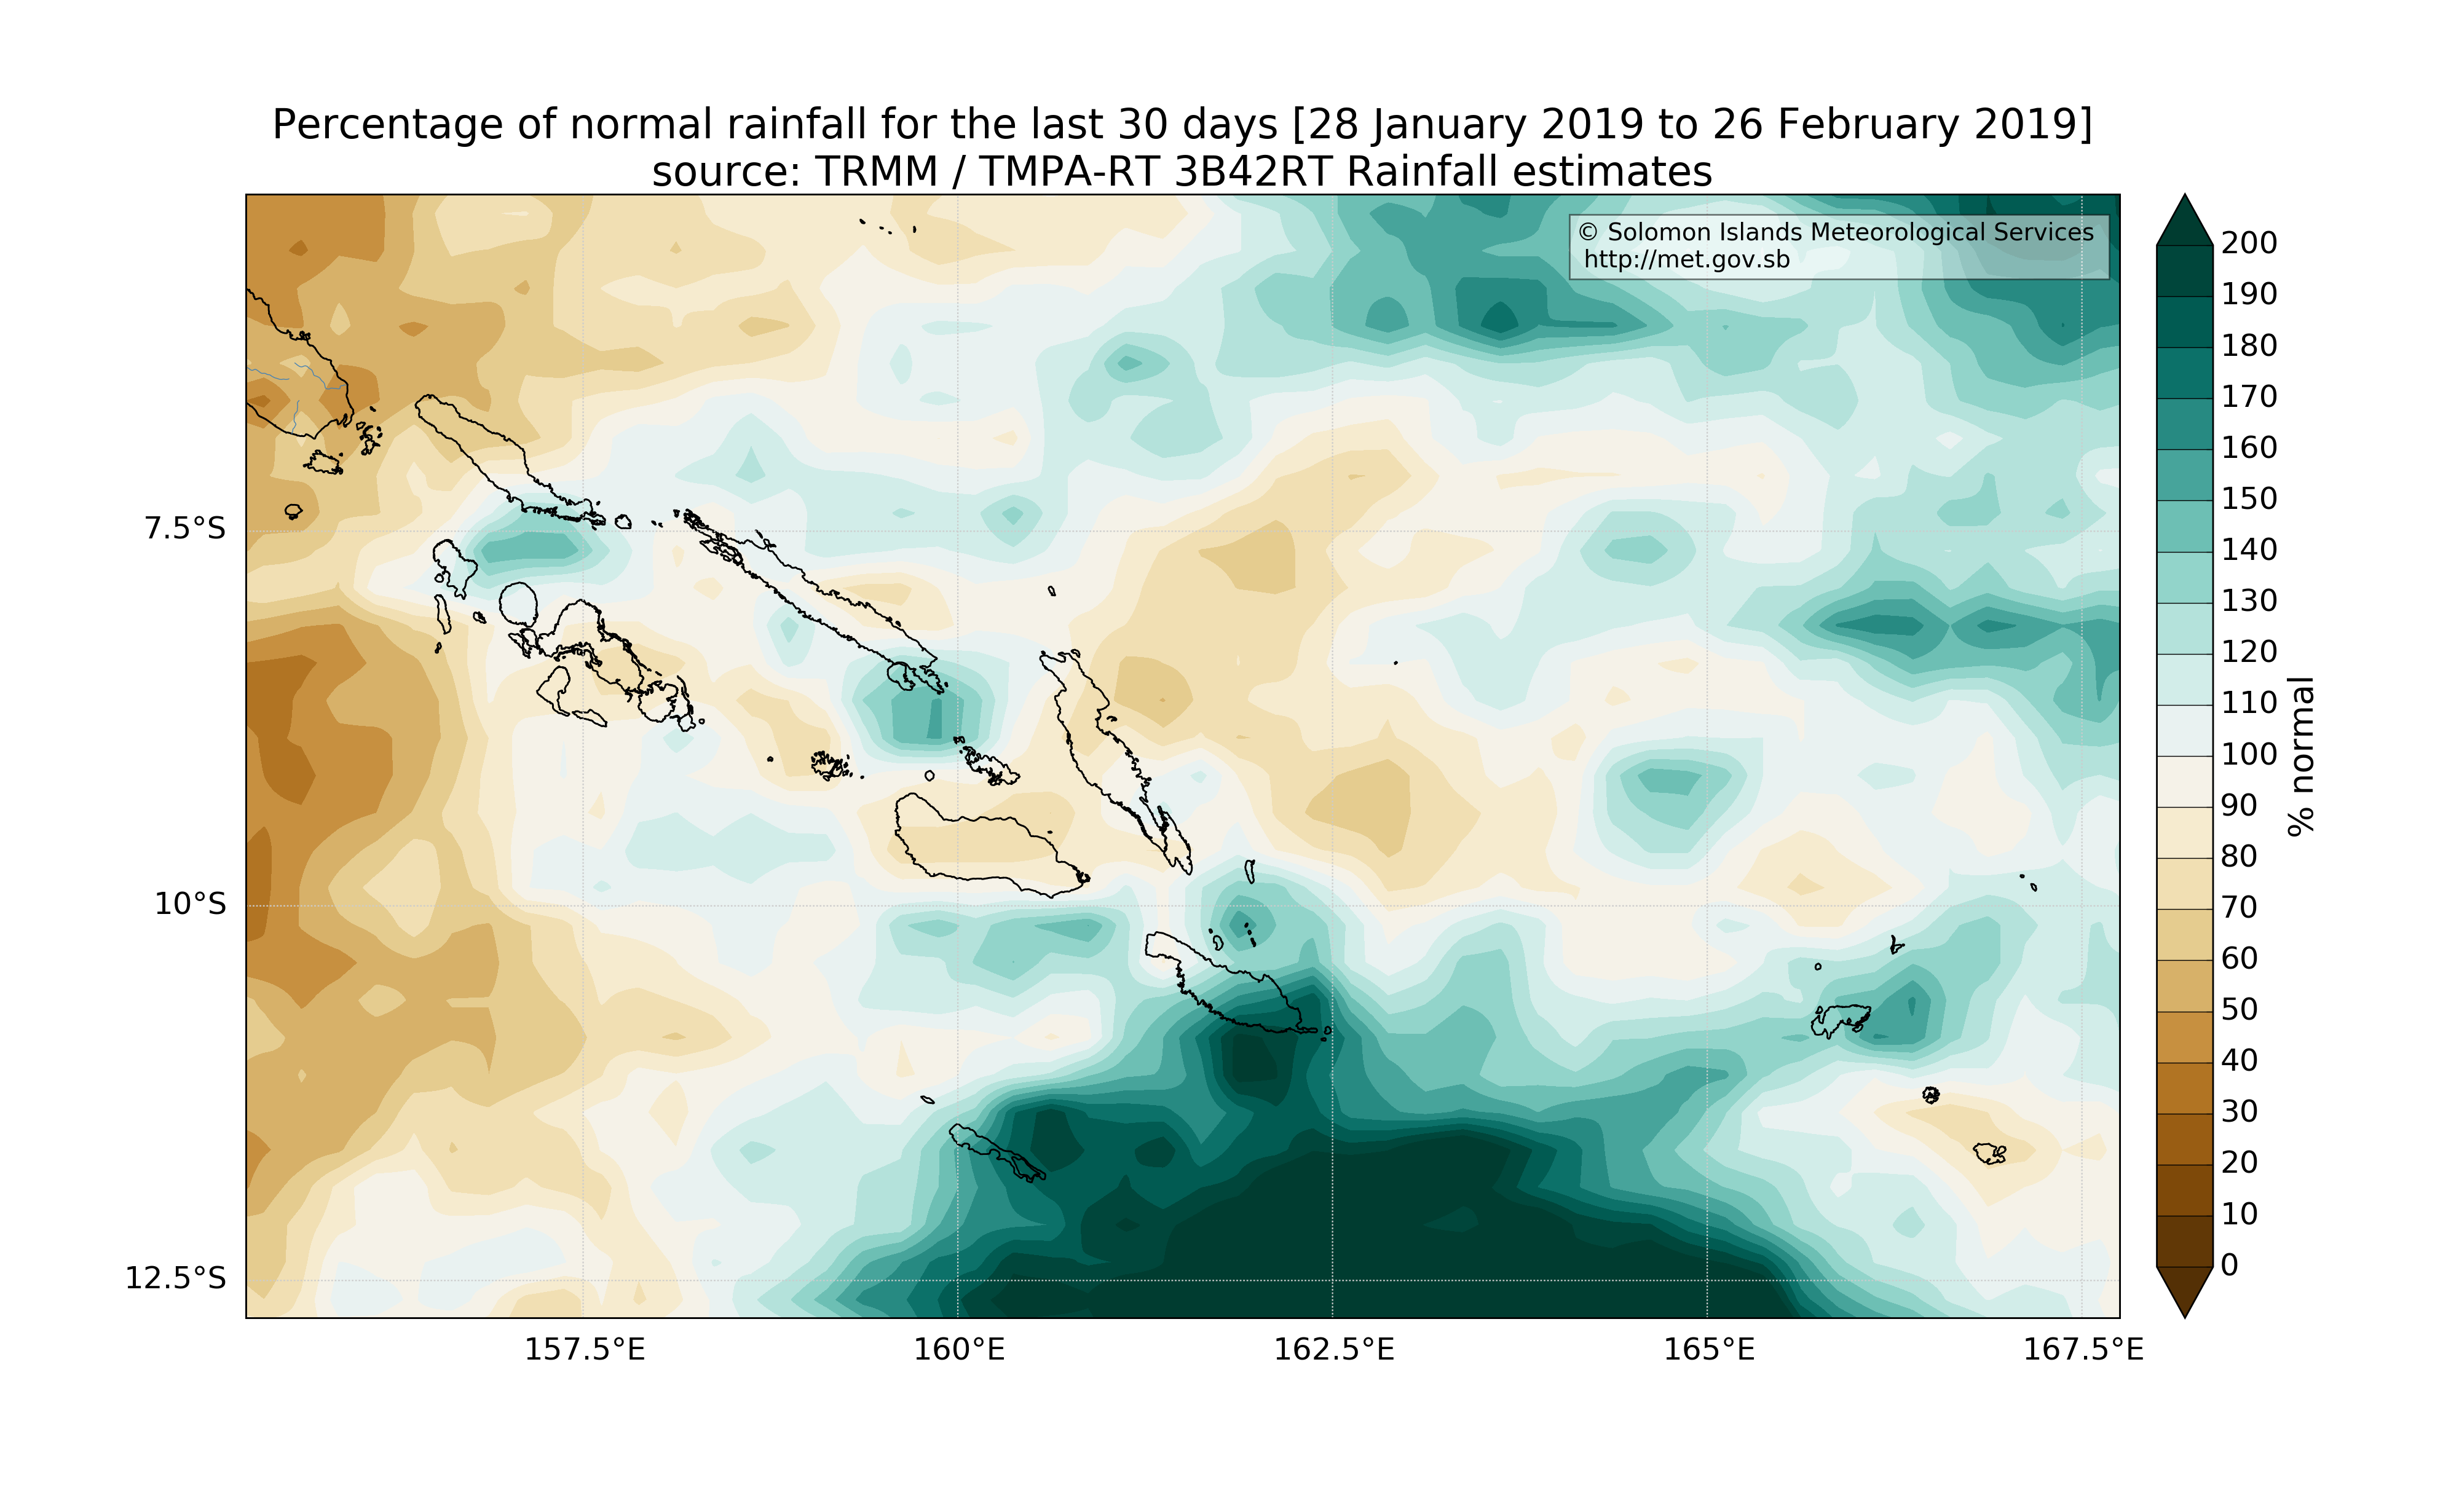 Percentage of normal rainfall for the last 30 days [28 January 2019 to 26 February 2019]
source: TRMM / TMPA-RT 3B42RT Rainfall estimates
© Solomon Islands Meteorological Services
http://met.gov.sb
7.5°S
10°S
12.5°S
157.5°E
160°E
162.5°E
165°E
167.5°E
200
190
180
170
160
150
140
130
120
110
100
90
80
70
60
50
40
30
20
10
0
% normal